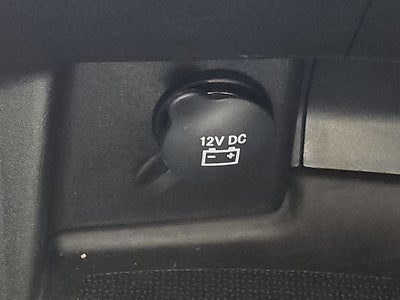 12V DC
- +